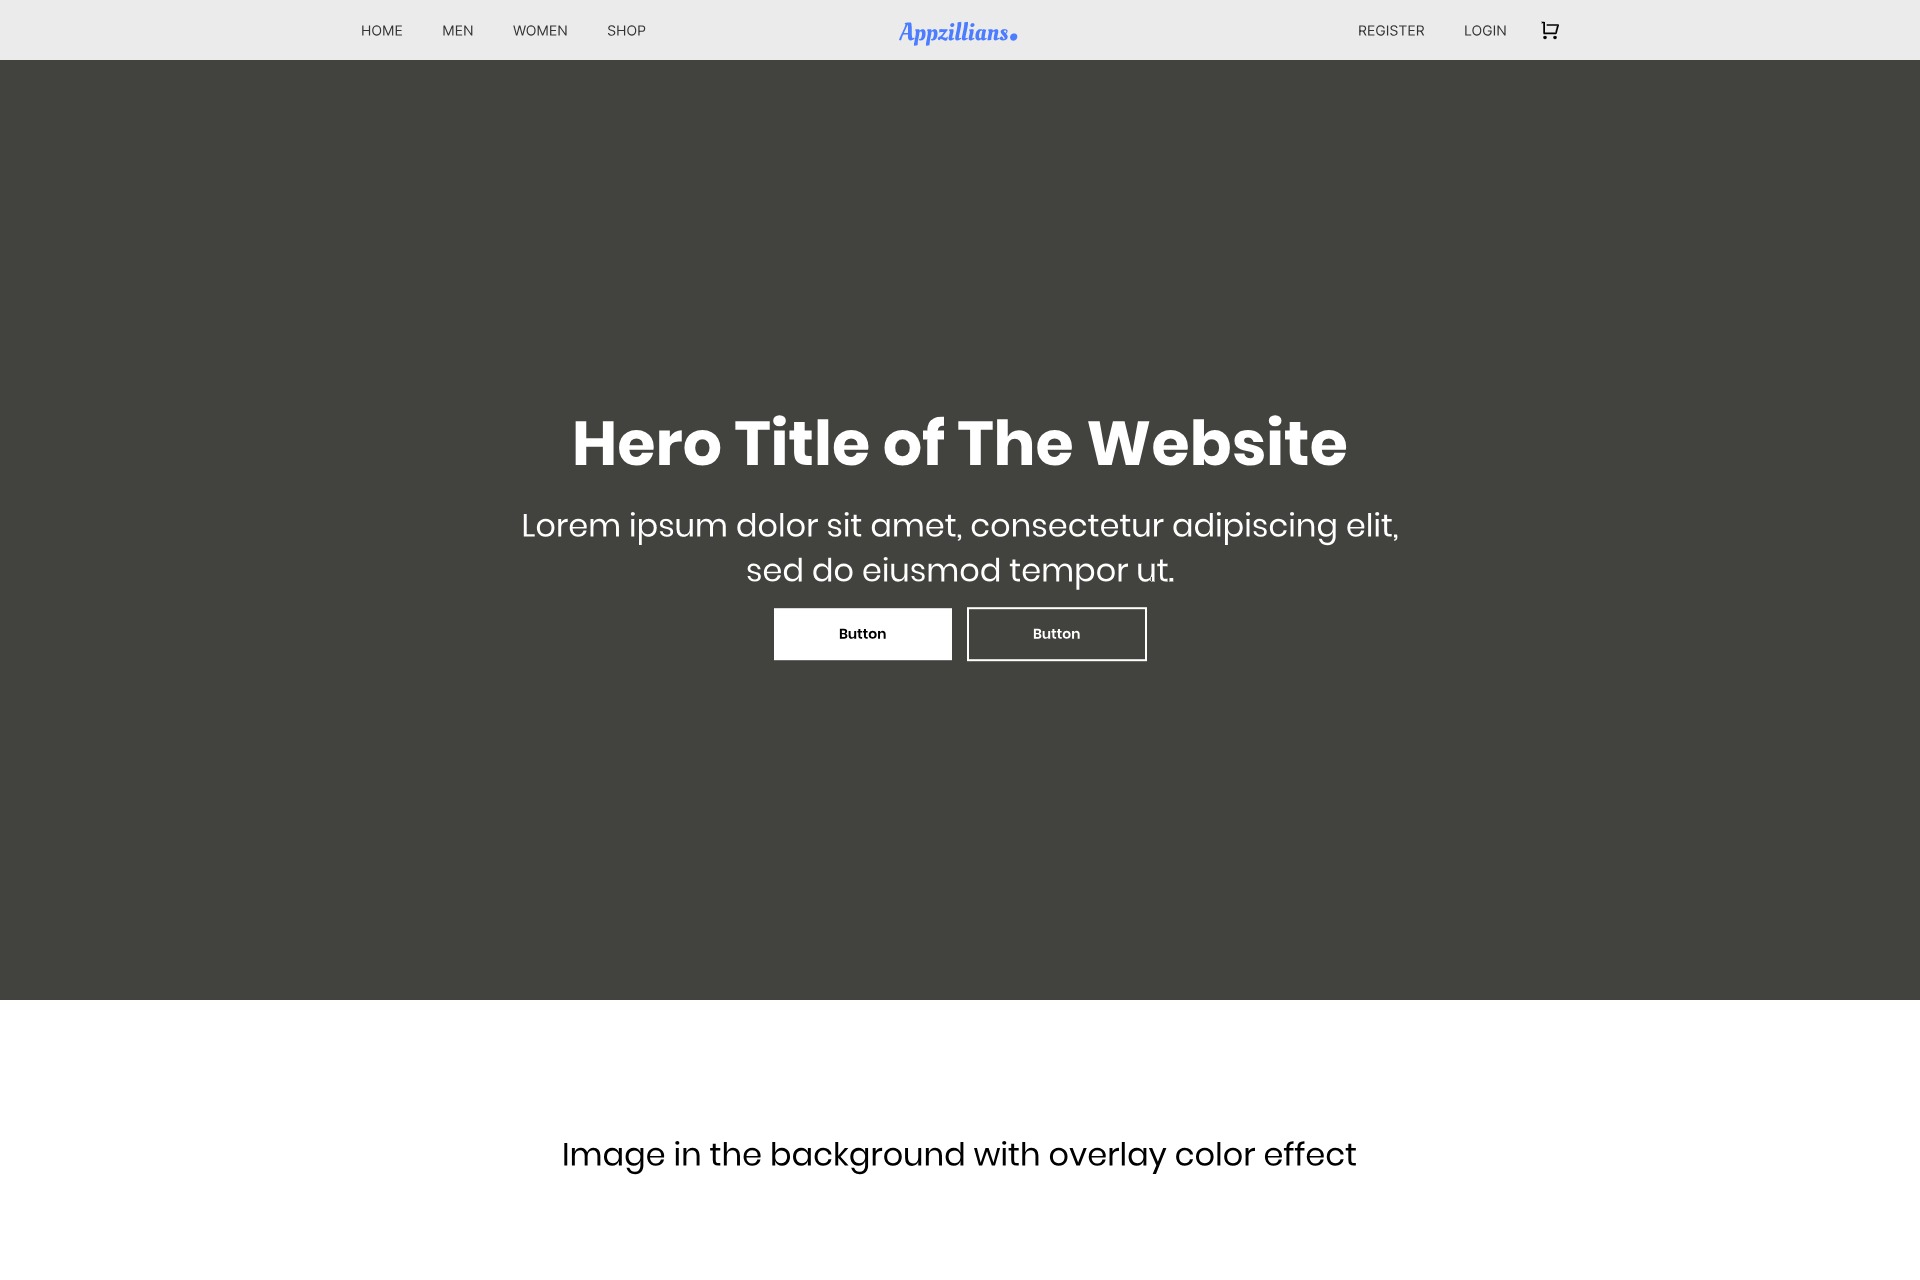 HOME MEN WOMEN SHOP Appzillians. REGISTER LOGIN
Hero Title of The Website
Lorem ipsum dolor sit amet, consectetur adipiscing elit,
sed do eiusmod tempor ut.
Button Button
Image in the background with overlay color effect